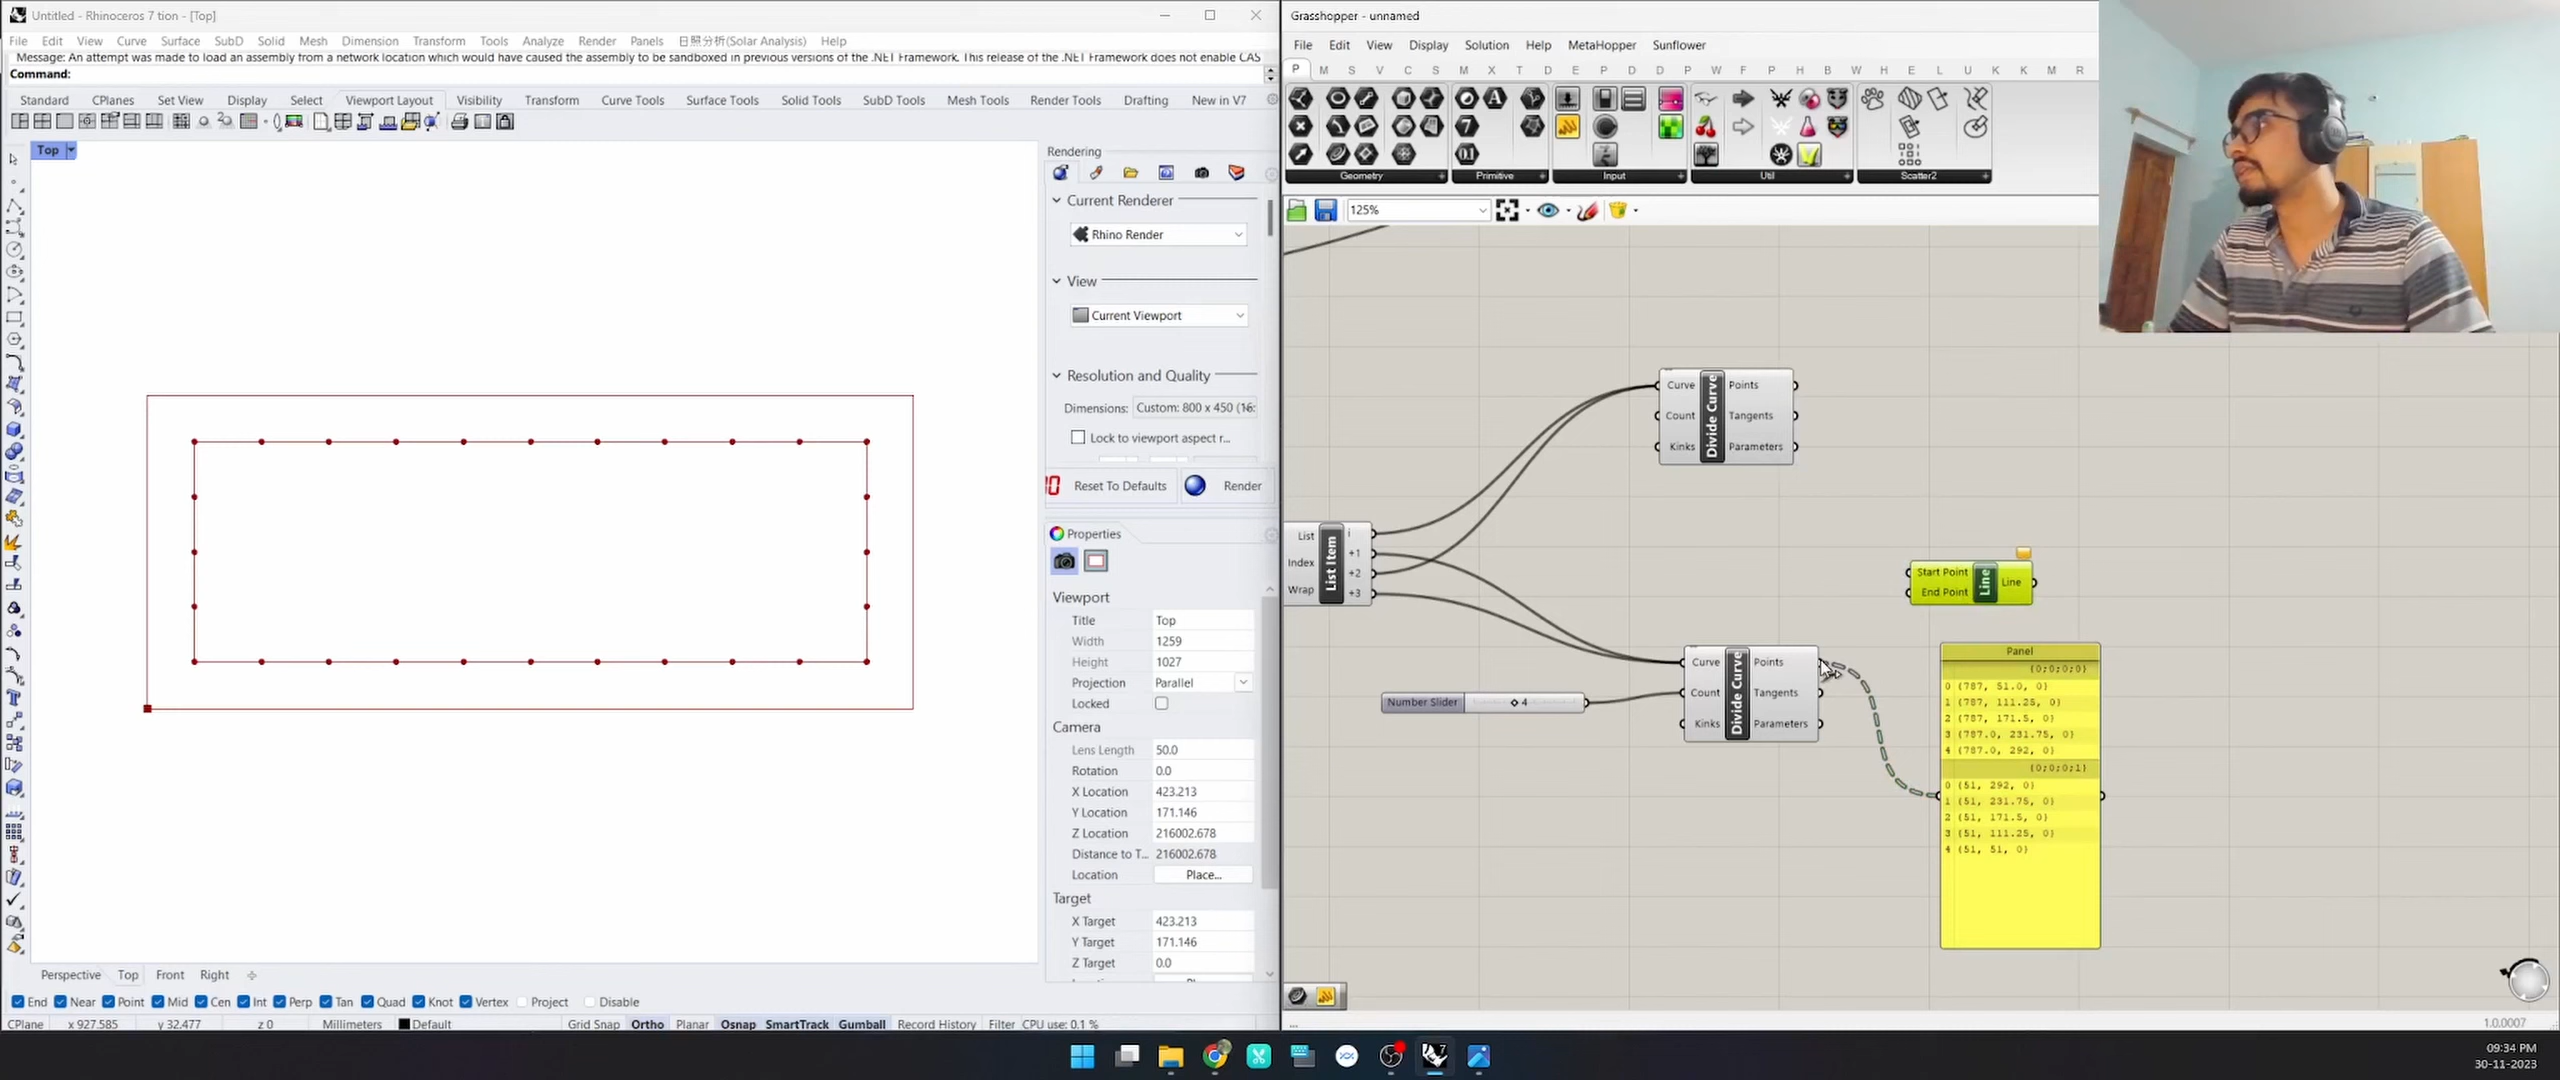 Untitled - Rhinoceros 7 tion - [Top]
File Edit View Curve Surface SubD Solid Mesh Dimension Transform Tools Analyze Render Panels 日照分析(Solar Analysis) Help
Message: An attempt was made to load an assembly from a network location which would have caused the assembly to be sandboxed in previous versions of the .NET Framework. This release of the .NET Framework does not enable CAS
Command:
Standard CPlanes Set View Display Select Viewport Layout Visibility Transform Curve Tools Surface Tools Solid Tools SubD Tools Mesh Tools Render Tools Drafting New in V7
Top
Rendering
Current Renderer
Rhino Render
View
Current Viewport
Resolution and Quality
Dimensions: Custom: 800 x 450 (16:
Lock to viewport aspect r...
Reset To Defaults Render
Properties
Viewport
Title Top
Width 1259
Height 1027
Projection Parallel
Locked
Camera
Lens Length 50.0
Rotation 0.0
X Location 423.213
Y Location 171.146
Z Location 216002.678
Distance to T... 216002.678
Location Place...
Target
X Target 423.213
Y Target 171.146
Z Target 0.0
Perspective Top Front Right
End Near Point Mid Cen Int Perp Tan Quad Knot Vertex Project Disable
CPlane x 927.585 y 32.477 z 0 Millimeters Default Grid Snap Ortho Planar Osnap SmartTrack Gumball Record History Filter CPU use: 0.1 %
Grasshopper - unnamed
File Edit View Display Solution Help MetaHopper Sunflower
P M S V C S M X T D E P D D P W F T P H B W H E L U K K M R
Geometry Primitive Input Util Scatter2
125%
Curve Divide Curve Points
Count Tangents
Kinks Parameters
List List Item i
Index +1
+2
Wrap +3
Start Point Line Line
End Point
Curve Divide Curve Points
Count Tangents
Kinks Parameters
Number Slider 4
Panel
{0;0;0;0}
0 {787, 51.0, 0}
1 {787, 111.25, 0}
2 {787, 171.5, 0}
3 {787.0, 231.75, 0}
4 {787.0, 292, 0}
{0;0;0;1}
0 {51, 292, 0}
1 {51, 231.75, 0}
2 {51, 171.5, 0}
3 {51, 111.25, 0}
4 {51, 51, 0}
...
1.0.0007
09:34 PM
30-11-2023